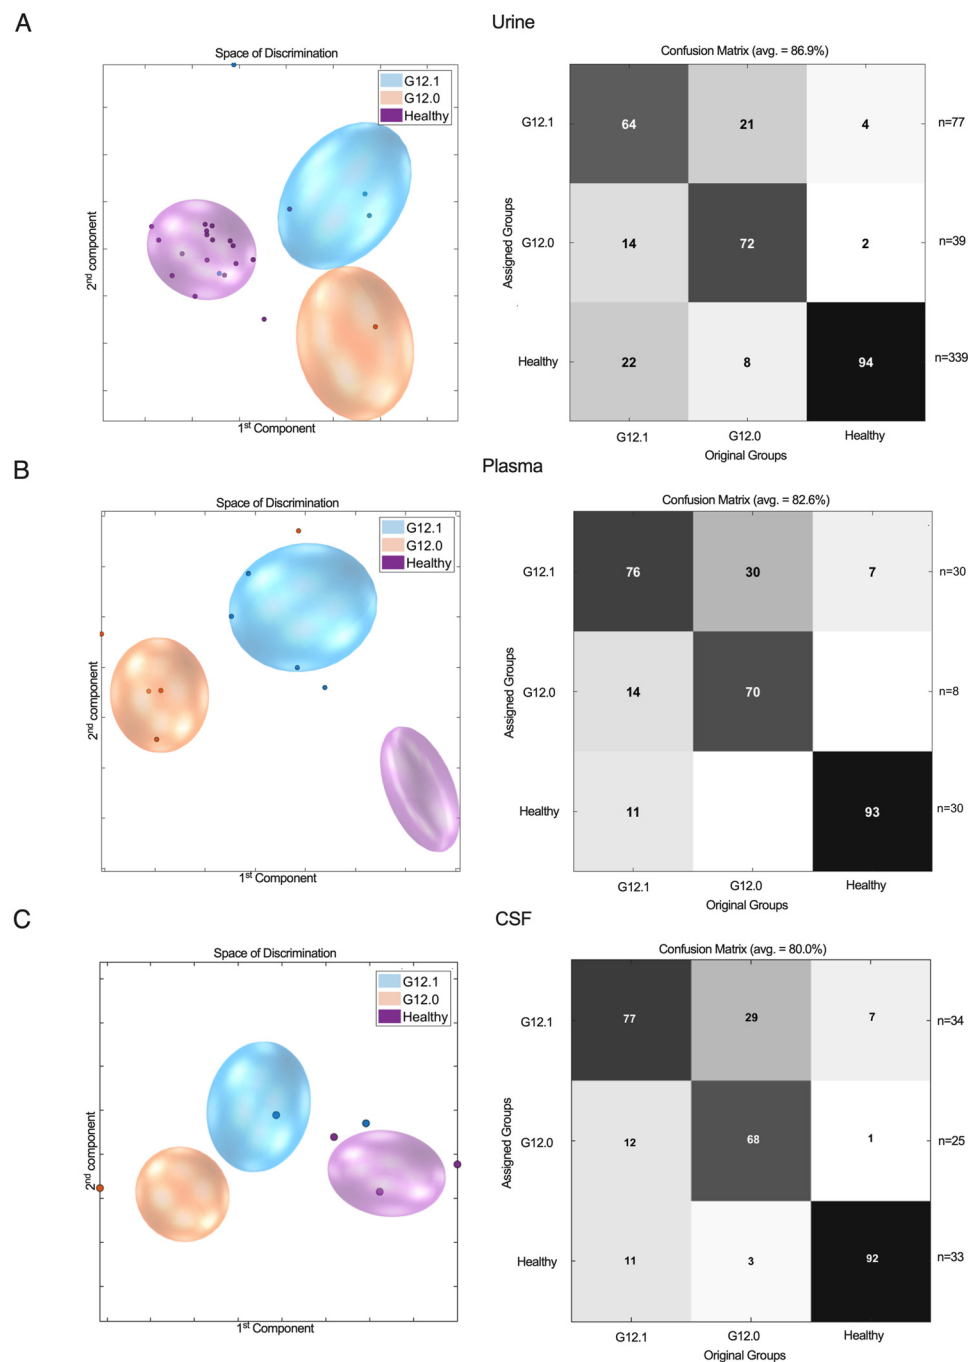 A
Urine
Space of Discrimination
G12.1
G12.0
Healthy
2nd component
1st Component
Confusion Matrix (avg. = 86.9%)
G12.1
64
21
4
n=77
G12.0
14
72
2
n=39
Healthy
22
8
94
n=339
Assigned Groups
G12.1
G12.0
Healthy
Original Groups
B
Plasma
Space of Discrimination
G12.1
G12.0
Healthy
2nd component
1st Component
Confusion Matrix (avg. = 82.6%)
G12.1
76
30
7
n=30
G12.0
14
70
n=8
Healthy
11
93
n=30
Assigned Groups
G12.1
G12.0
Healthy
Original Groups
C
CSF
Space of Discrimination
G12.1
G12.0
Healthy
2nd component
1st Component
Confusion Matrix (avg. = 80.0%)
G12.1
77
29
7
n=34
G12.0
12
68
1
n=25
Healthy
11
3
92
n=33
Assigned Groups
G12.1
G12.0
Healthy
Original Groups